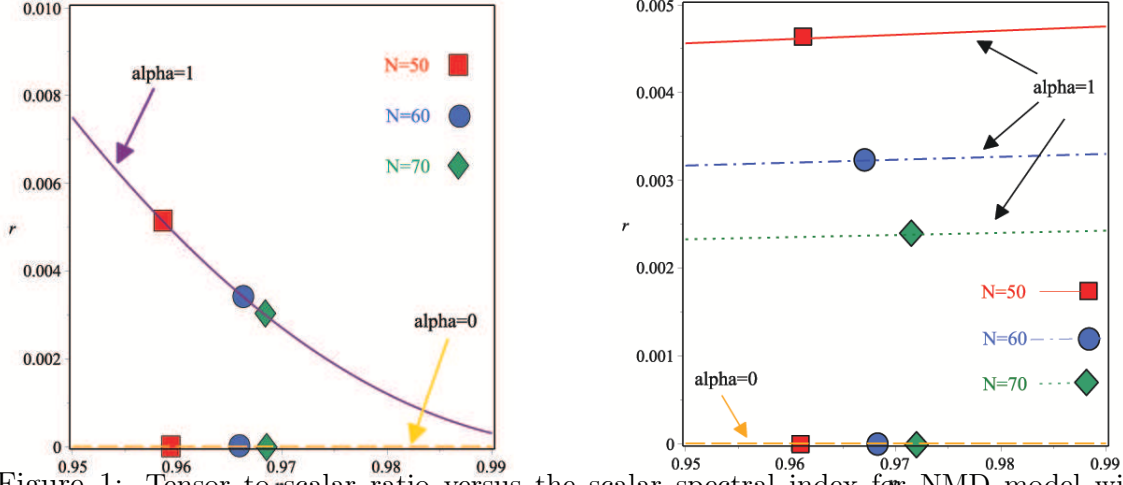 0.010
0.008
0.006
0.004
0.002
0
r
0.95 0.96 0.97 0.98 0.99
alpha=1
alpha=0
N=50
N=60
N=70
0.005
0.004
0.003
0.002
0.001
0
r
0.95 0.96 0.97 0.98 0.99
alpha=1
alpha=0
N=50
N=60
N=70
Figure 1: Tensor to scalar ratio versus the scalar spectral index for NMD model wi